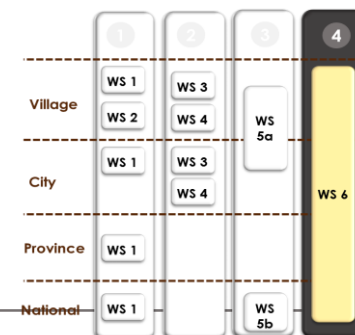 1 2 3 4
Village
WS 1
WS 2
WS 3
WS 4
WS
5a
City
WS 1
WS 3
WS 4
WS 6
Province
WS 1
National
WS 1
WS
5b